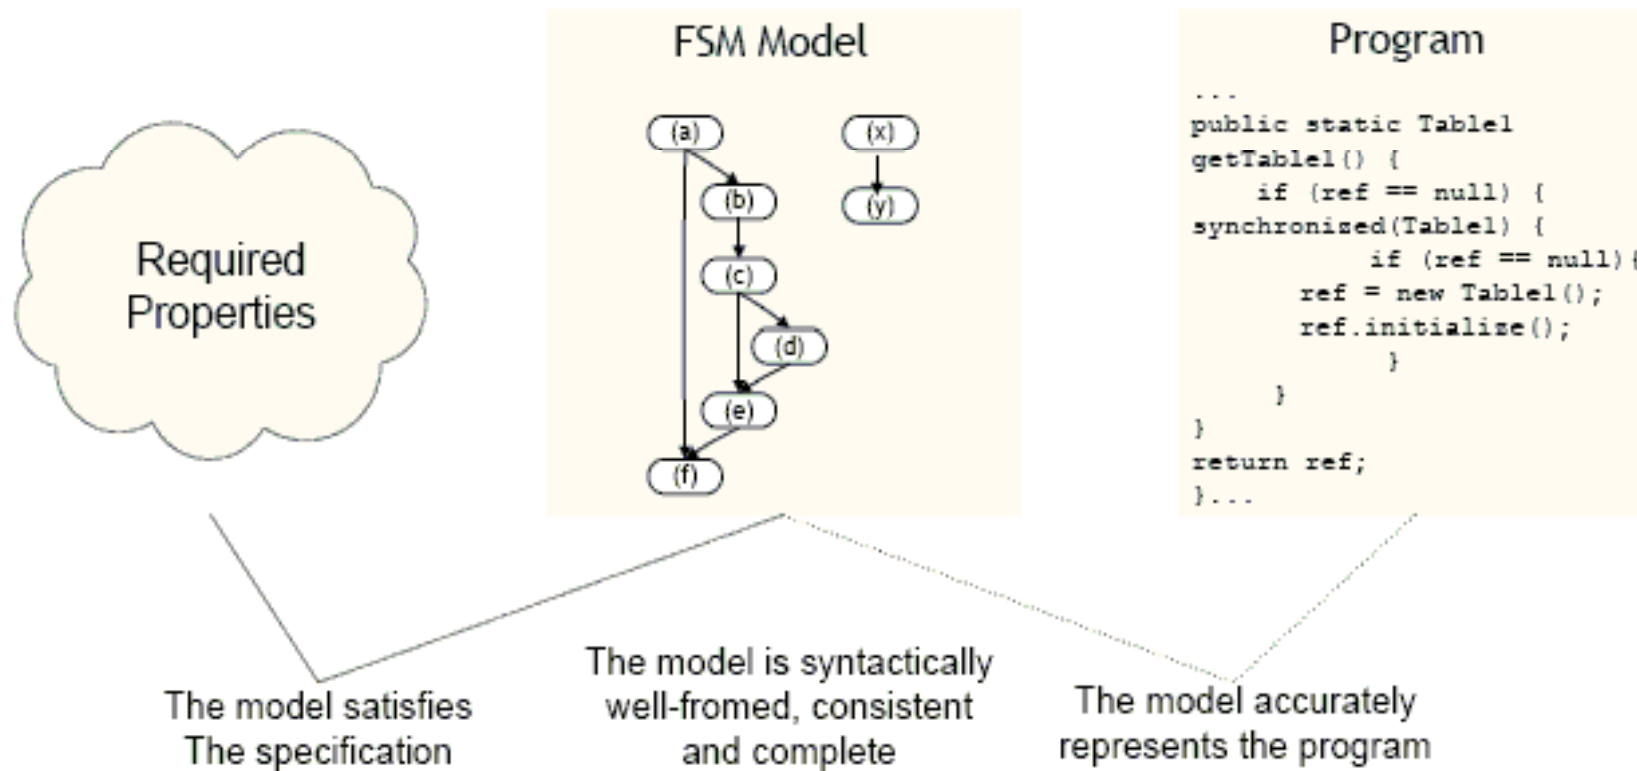 FSM Model
Program
Required
Properties
(a)
(x)
(b)
(y)
(c)
(d)
(e)
(f)
...
public static Table1
getTable1() {
if (ref == null) {
synchronized(Table1) {
if (ref == null){
ref = new Table1();
ref.initialize();
}
}
}
return ref;
}...
The model satisfies
The specification
The model is syntactically
well-fromed, consistent
and complete
The model accurately
represents the program